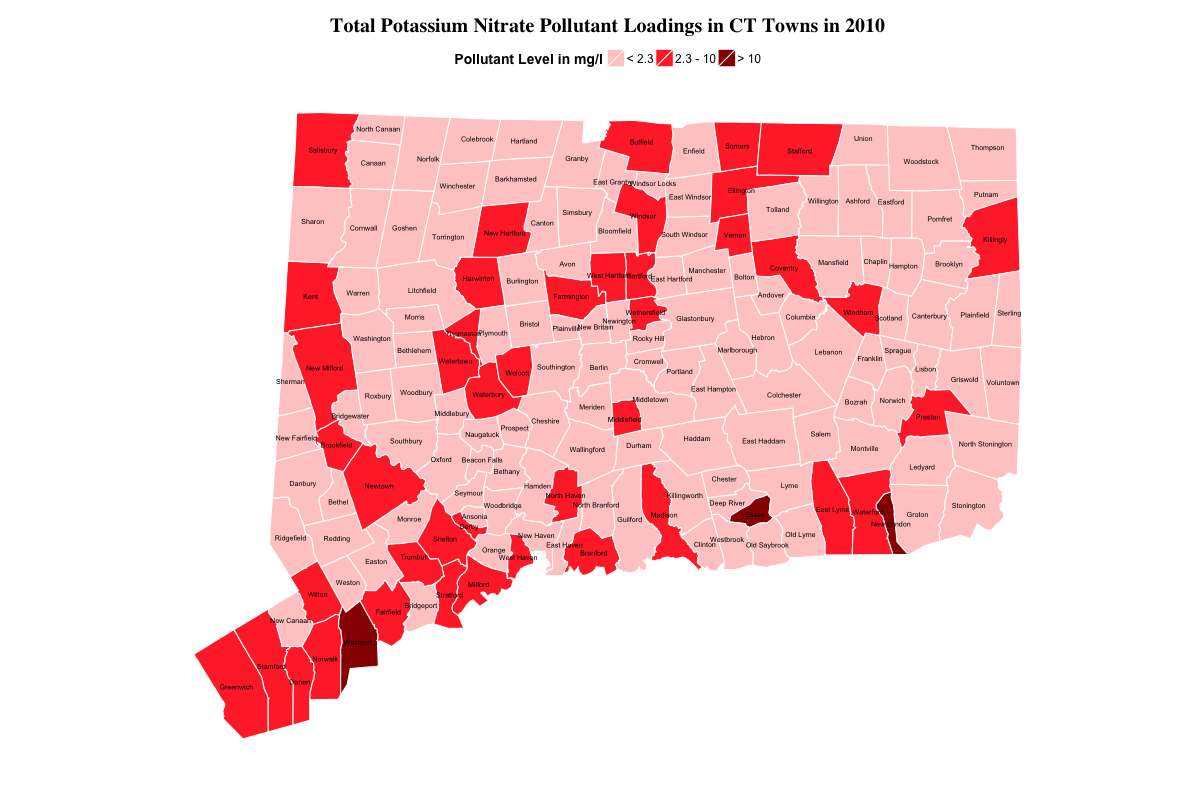 Total Potassium Nitrate Pollutant Loadings in CT Towns in 2010
Pollutant Level in mg/l < 2.3 2.3 - 10 > 10
North Canaan
Salisbury
Canaan
Norfolk
Colebrook
Hartland
Granby
Suffield
Enfield
Somers
Stafford
Union
Woodstock
Thompson
Winchester
Barkhamsted
East Granby
Windsor Locks
East Windsor
Ellington
Tolland
Willington
Ashford
Eastford
Putnam
Pomfret
Sharon
Cornwall
Goshen
Torrington
New Hartford
Canton
Simsbury
Bloomfield
Windsor
South Windsor
Vernon
Killingly
Kent
Warren
Litchfield
Harwinton
Burlington
Avon
West Hartford
Hartford
East Hartford
Manchester
Bolton
Coventry
Mansfield
Chaplin
Hampton
Brooklyn
Farmington
Andover
Morris
Washington
Bethlehem
Thomaston
Plymouth
Bristol
Plainville
New Britain
Newington
Wethersfield
Glastonbury
Rocky Hill
Hebron
Columbia
Windham
Scotland
Canterbury
Plainfield
Sterling
New Milford
Watertown
Wolcott
Southington
Berlin
Cromwell
Portland
Marlborough
Lebanon
Franklin
Sprague
Lisbon
Griswold
Voluntown
Sherman
Roxbury
Woodbury
Waterbury
Meriden
Middletown
East Hampton
Colchester
Bozrah
Norwich
Preston
Bridgewater
Middlebury
Naugatuck
Prospect
Cheshire
Middlefield
New Fairfield
Brookfield
Southbury
Oxford
Beacon Falls
Bethany
Wallingford
Durham
Haddam
East Haddam
Salem
Montville
North Stonington
Ledyard
Danbury
Bethel
Newtown
Seymour
Woodbridge
Hamden
North Haven
North Branford
Killingworth
Chester
Deep River
Lyme
Monroe
Ansonia
Derby
Guilford
Madison
Essex
East Lyme
Waterford
New London
Groton
Stonington
Ridgefield
Redding
Shelton
Orange
New Haven
East Haven
West Haven
Branford
Clinton
Westbrook
Old Saybrook
Old Lyme
Easton
Trumbull
Weston
Wilton
Milford
Stratford
Bridgeport
Fairfield
New Canaan
Westport
Norwalk
Stamford
Darien
Greenwich